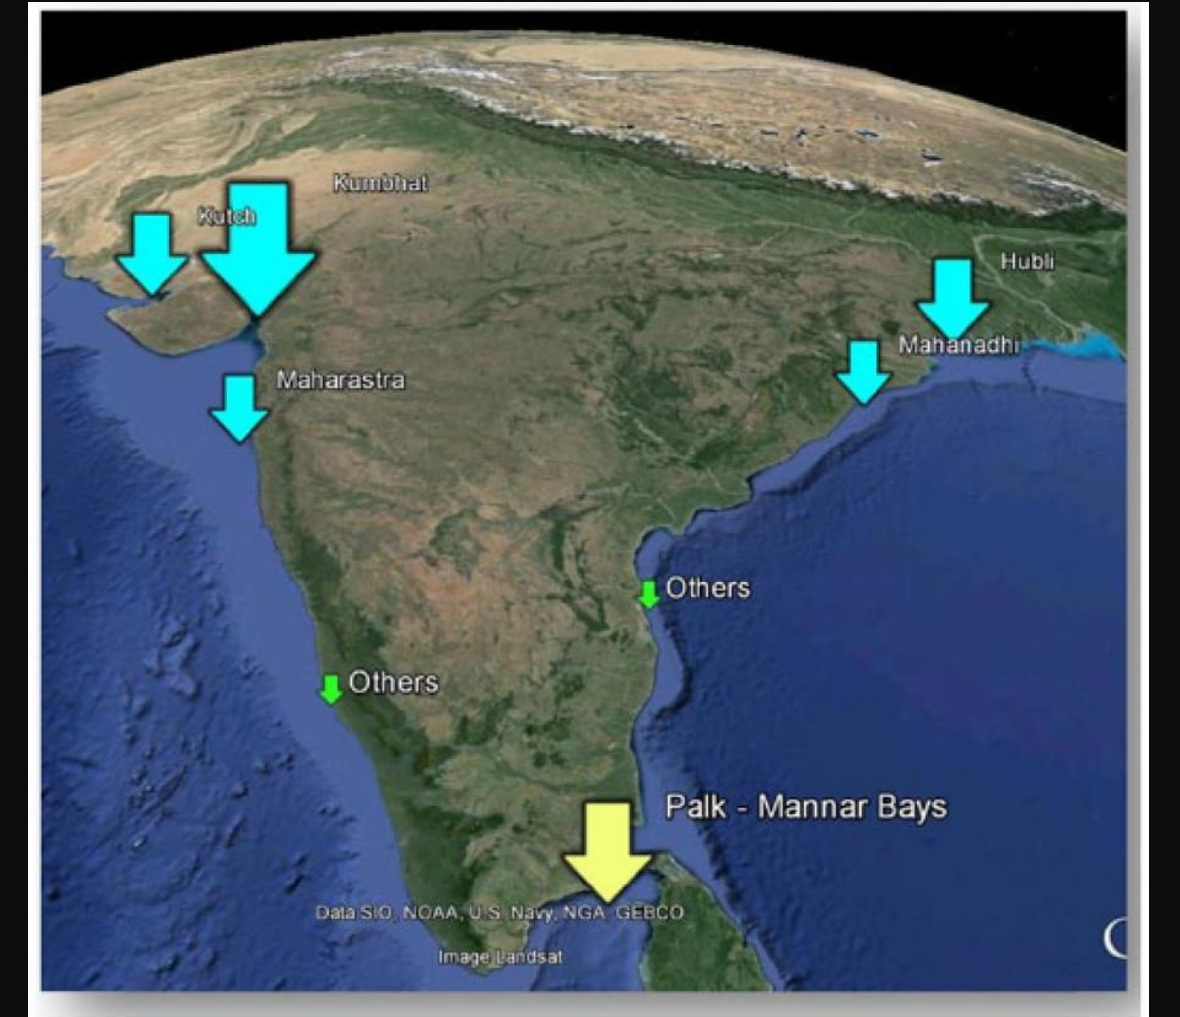 Kumbhat
Kutch
Hubli
Mahanadhi
Maharastra
Others
Others
Palk - Mannar Bays
Data SIO, NOAA, U.S. Navy, NGA, GEBCO
Image Landsat